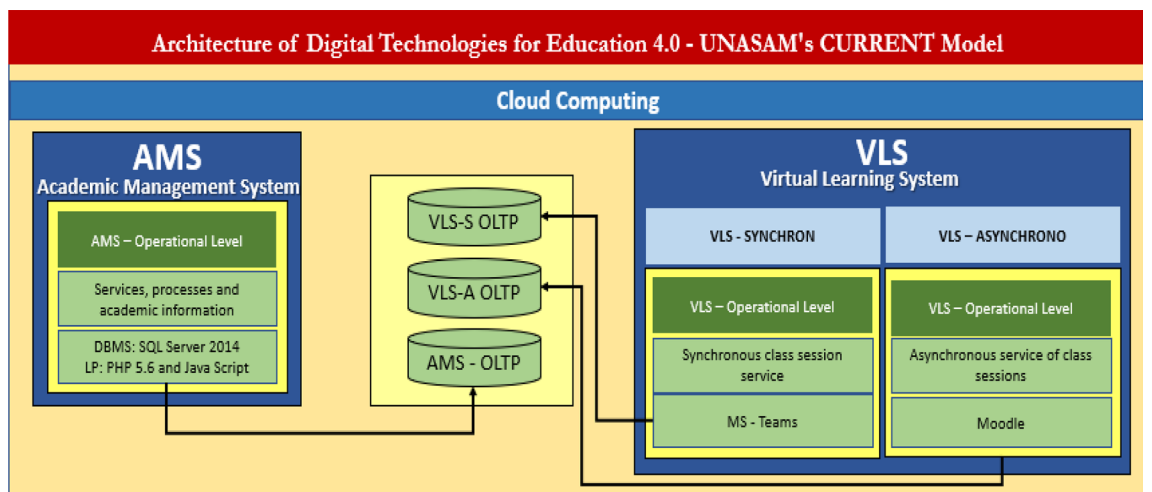 Architecture of Digital Technologies for Education 4.0 - UNASAM's CURRENT Model
Cloud Computing
AMS
Academic Management System
AMS – Operational Level
Services, processes and
academic information
DBMS: SQL Server 2014
LP: PHP 5.6 and Java Script
VLS-S OLTP
VLS-A OLTP
AMS - OLTP
VLS
Virtual Learning System
VLS - SYNCHRON
VLS – Operational Level
Synchronous class session
service
MS - Teams
VLS – ASYNCHRONO
VLS – Operational Level
Asynchronous service of class
sessions
Moodle